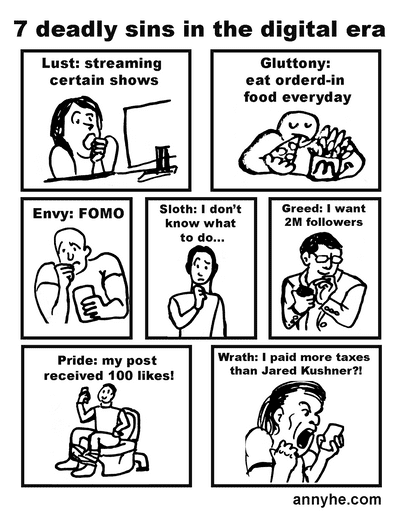 7 deadly sins in the digital era
Lust: streaming
certain shows
Gluttony:
eat orderd-in
food everyday
Envy: FOMO
Sloth: I don't
know what
to do...
Greed: I want
2M followers
Pride: my post
received 100 likes!
Wrath: I paid more taxes
than Jared Kushner?!
annyhe.com